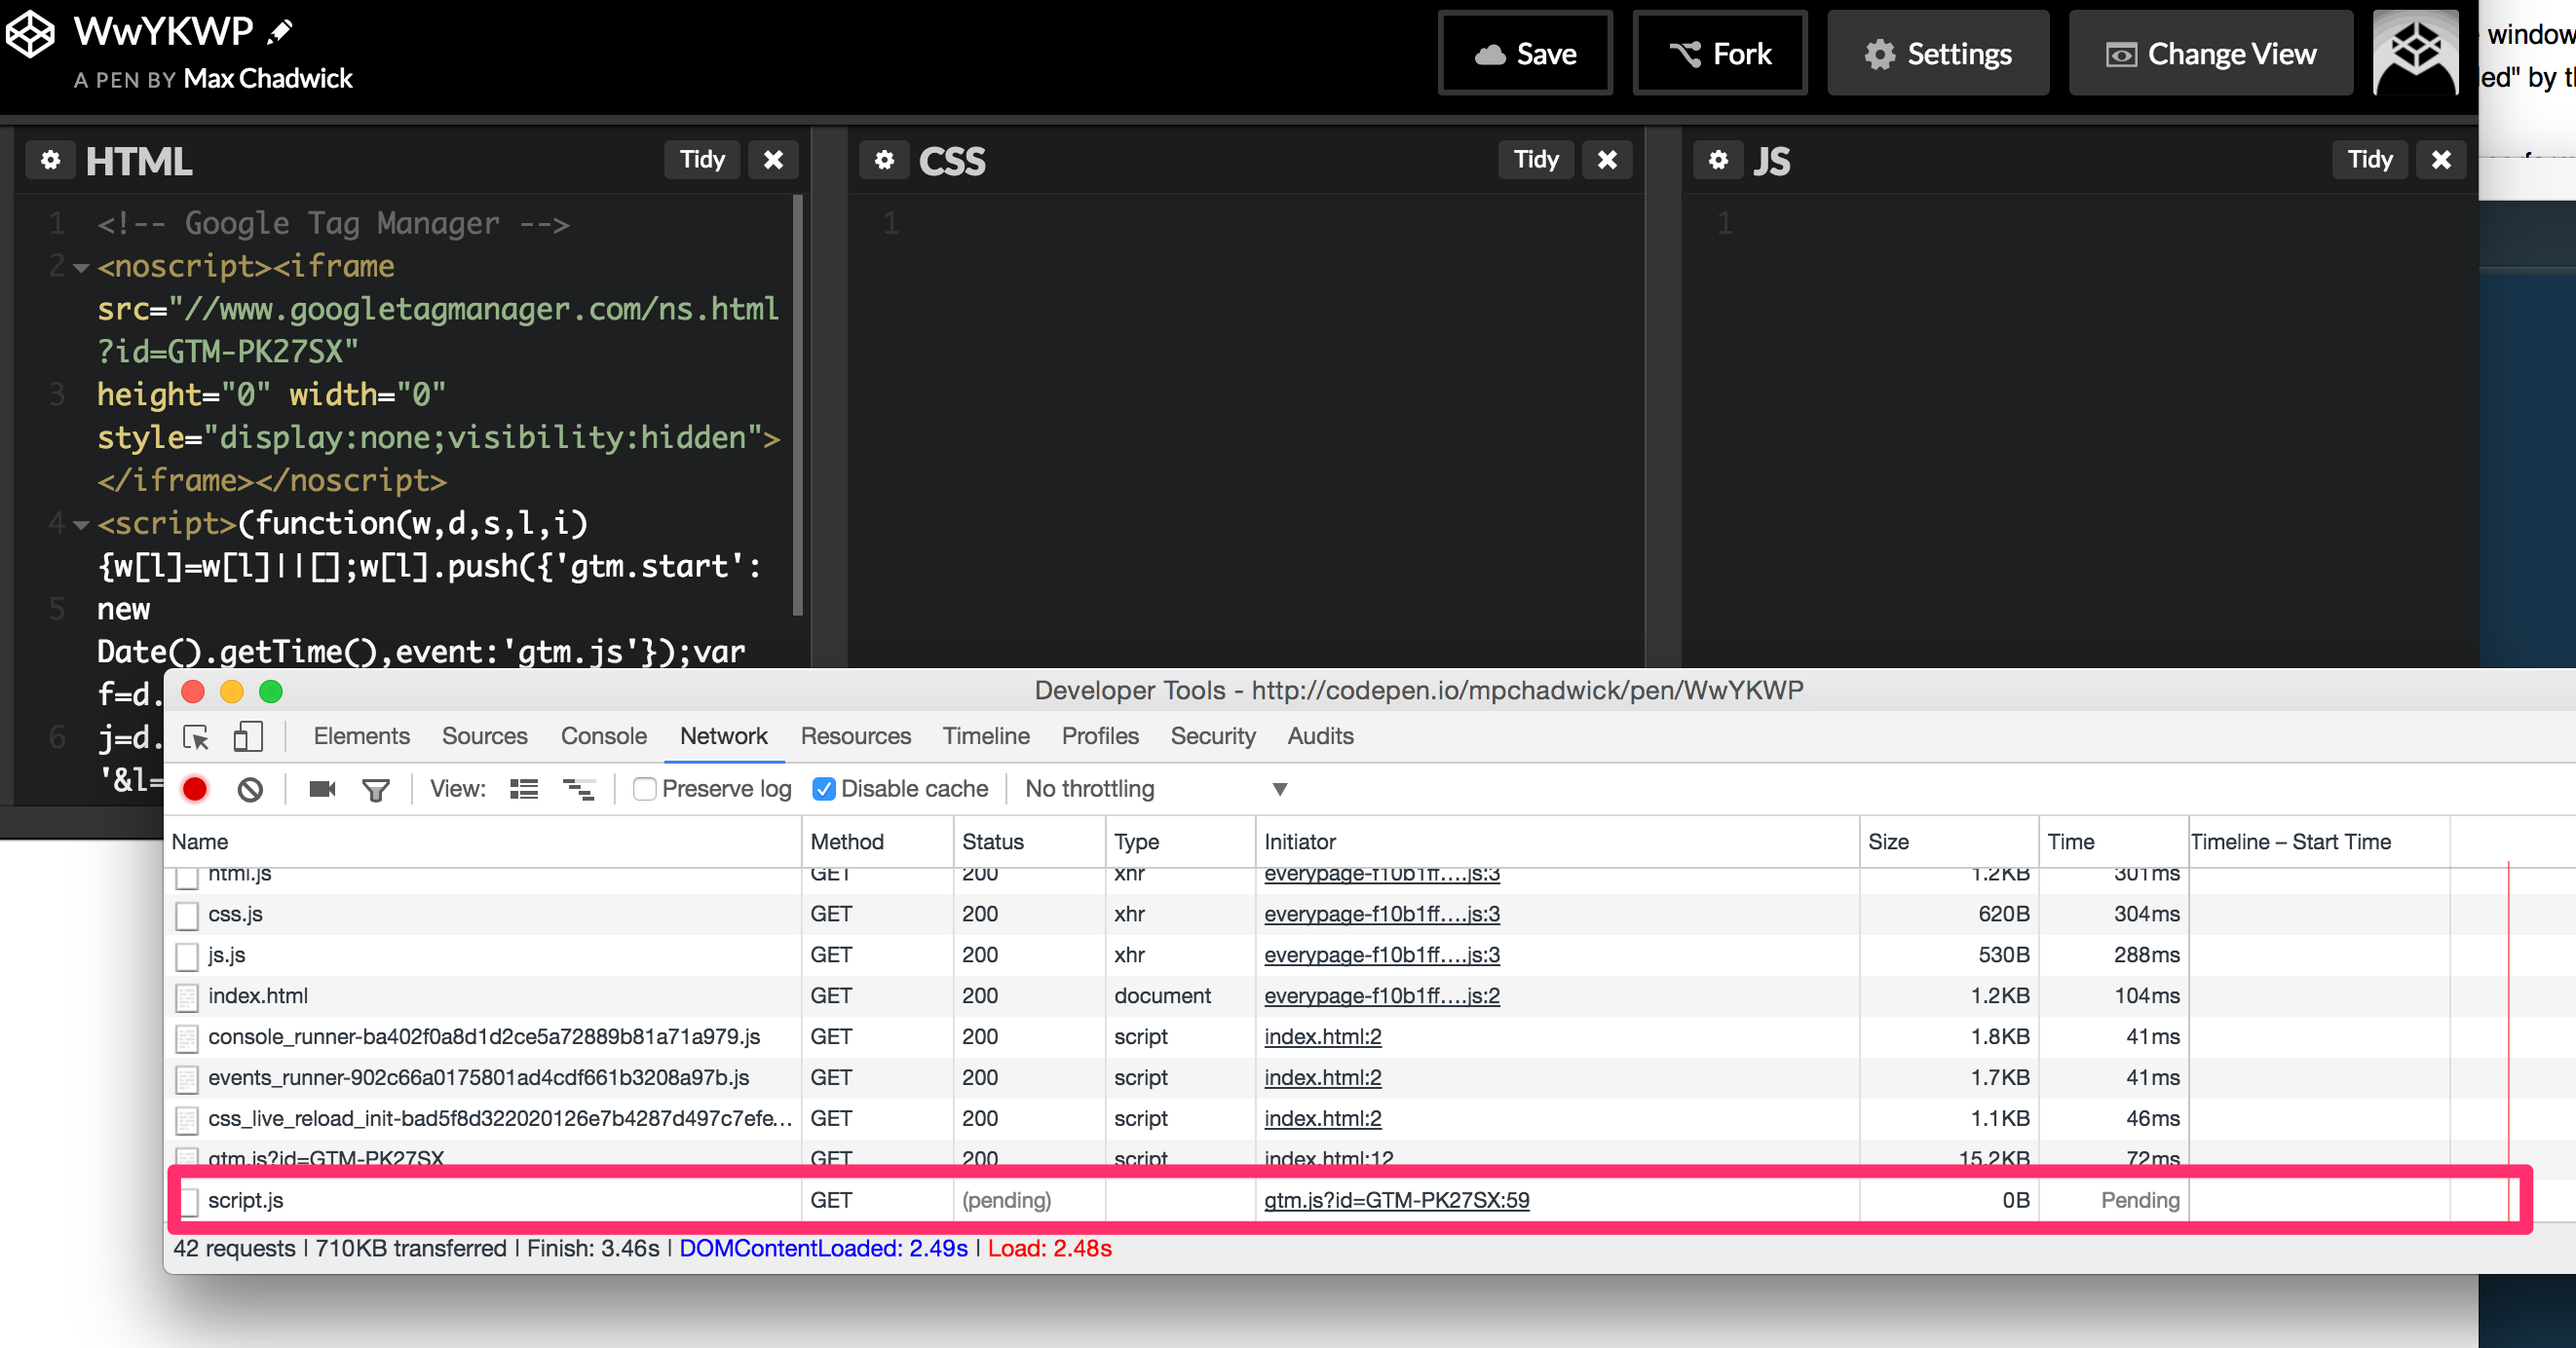 WwYKWP
A PEN BY Max Chadwick
Save
Fork
Settings
Change View
window
ed" by t
HTML
Tidy
CSS
Tidy
JS
Tidy
1 <!-- Google Tag Manager -->
2 <noscript><iframe
src="//www.googletagmanager.com/ns.html
?id=GTM-PK27SX"
3 height="0" width="0"
style="display:none;visibility:hidden">
</iframe></noscript>
4 <script>(function(w,d,s,l,i)
{w[l]=w[l]||[];w[l].push({'gtm.start':
5 new
Date().getTime(),event:'gtm.js'});var
f=d.
6 j=d.
'&l=
1
1
Developer Tools - http://codepen.io/mpchadwick/pen/WwYKWP
Elements Sources Console Network Resources Timeline Profiles Security Audits
View: Preserve log Disable cache No throttling
Name Method Status Type Initiator Size Time Timeline – Start Time
html.js GET 200 xhr everypage-f10b1ff....js:3 1.2KB 301ms
css.js GET 200 xhr everypage-f10b1ff....js:3 620B 304ms
js.js GET 200 xhr everypage-f10b1ff....js:3 530B 288ms
index.html GET 200 document everypage-f10b1ff....js:2 1.2KB 104ms
console_runner-ba402f0a8d1d2ce5a72889b81a71a979.js GET 200 script index.html:2 1.8KB 41ms
events_runner-902c66a0175801ad4cdf661b3208a97b.js GET 200 script index.html:2 1.7KB 41ms
css_live_reload_init-bad5f8d322020126e7b4287d497c7efe... GET 200 script index.html:2 1.1KB 46ms
gtm.js?id=GTM-PK27SX GET 200 script index.html:12 15.2KB 72ms
script.js GET (pending) gtm.js?id=GTM-PK27SX:59 0B Pending
42 requests | 710KB transferred | Finish: 3.46s | DOMContentLoaded: 2.49s | Load: 2.48s